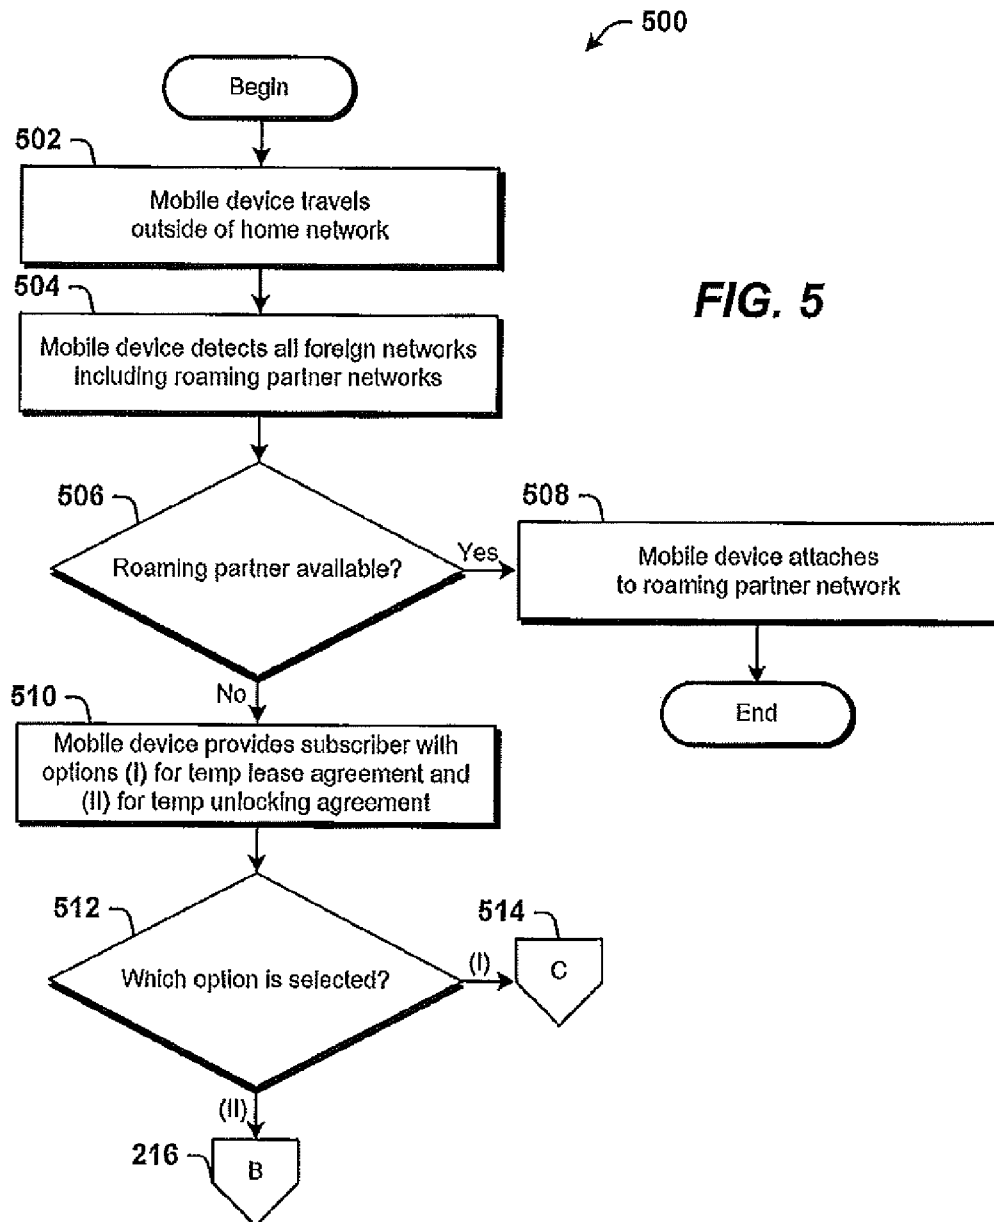 500
Begin
502
Mobile device travels
outside of home network
504
FIG. 5
Mobile device detects all foreign networks
including roaming partner networks
506
508
Roaming partner available?
Yes
Mobile device attaches
to roaming partner network
No
End
510
Mobile device provides subscriber with
options (I) for temp lease agreement and
(II) for temp unlocking agreement
512
514
Which option is selected?
(I)
C
(II)
216
B